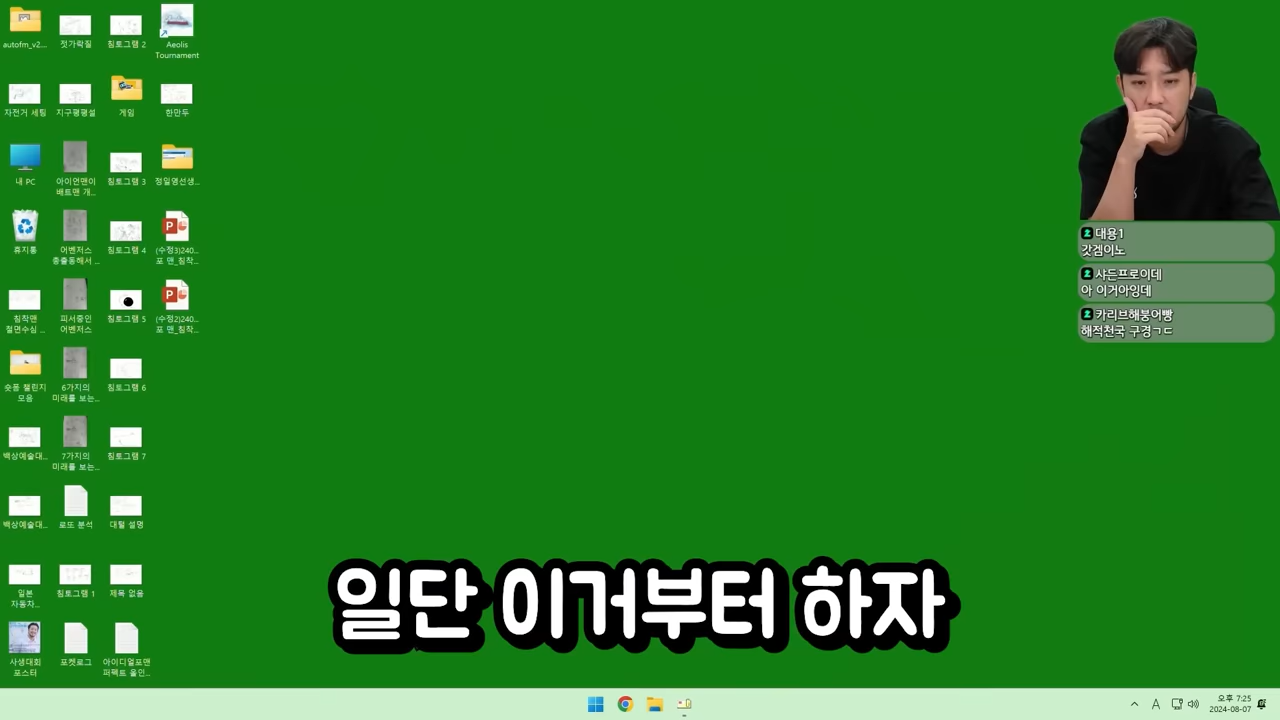 autofm_v2...
젓가락질
침토그램 2
Aeolis
Tournament
자전거 세팅
지구평평설
게임
한만두
내 PC
아이언맨이
배트맨 개...
침토그램 3
정일영선생...
휴지통
어벤저스
총출동해서 ...
침토그램 4
(수정3)240...
포 맨_침착...
침착맨
철면수심 ...
피서중인
어벤저스
침토그램 5
(수정2)240...
포 맨_침착...
숏퐁 챌린지
모음
6가지의
미래를 보는...
침토그램 6
백상예술대...
7가지의
미래를 보는...
침토그램 7
백상예술대...
로또 분석
대털 설명
일본
자동차...
침토그램 1
제목 없음
사생대회
포스터
포켓로그
아이디얼포맨
퍼펙트 올인...
대용1
갓겜이노
샤든프로이데
아 이거아임데
카리브해붕어빵
해적천국 구경ㄱㄷ
일단 이거부터 하자
A
오후 7:25
2024-08-07